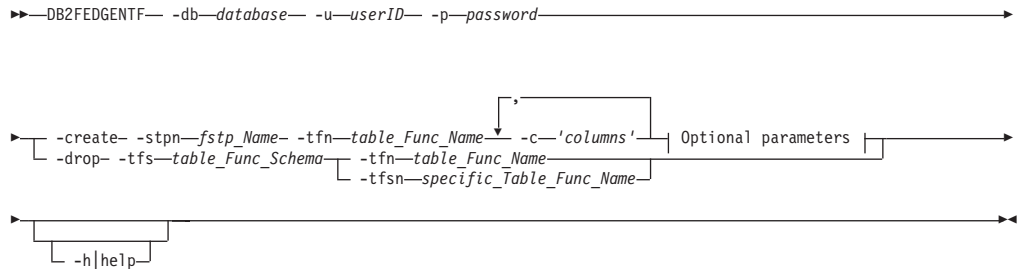 DB2FEDGENTF -db database -u userID -p password
,
-create -stpn fstp_Name -tfn table_Func_Name -c 'columns' Optional parameters
-drop -tfs table_Func_Schema -tfn table_Func_Name
-tfsn specific_Table_Func_Name
-h|help